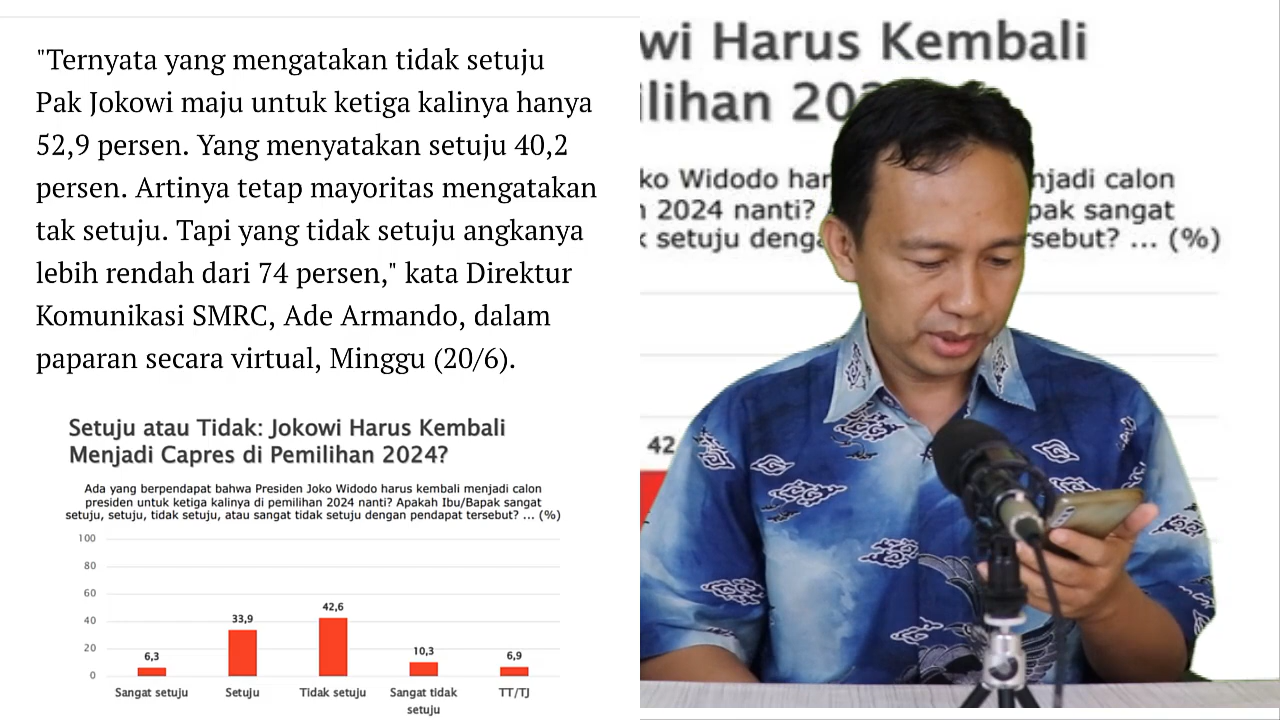 "Ternyata yang mengatakan tidak setuju
Pak Jokowi maju untuk ketiga kalinya hanya
52,9 persen. Yang menyatakan setuju 40,2
persen. Artinya tetap mayoritas mengatakan
tak setuju. Tapi yang tidak setuju angkanya
lebih rendah dari 74 persen," kata Direktur
Komunikasi SMRC, Ade Armando, dalam
paparan secara virtual, Minggu (20/6).
Setuju atau Tidak: Jokowi Harus Kembali
Menjadi Capres di Pemilihan 2024?
Ada yang berpendapat bahwa Presiden Joko Widodo harus kembali menjadi calon
presiden untuk ketiga kalinya di pemilihan 2024 nanti? Apakah Ibu/Bapak sangat
setuju, setuju, tidak setuju, atau sangat tidak setuju dengan pendapat tersebut? ... (%)
100
80
60
40
20
0
6,3
33,9
42,6
10,3
6,9
Sangat setuju
Setuju
Tidak setuju
Sangat tidak
setuju
TT/TJ
wi Harus Kembali
ilihan 202
ko Widodo har njadi calon
n 2024 nanti? pak sangat
k setuju denga rsebut? ... (%)
42